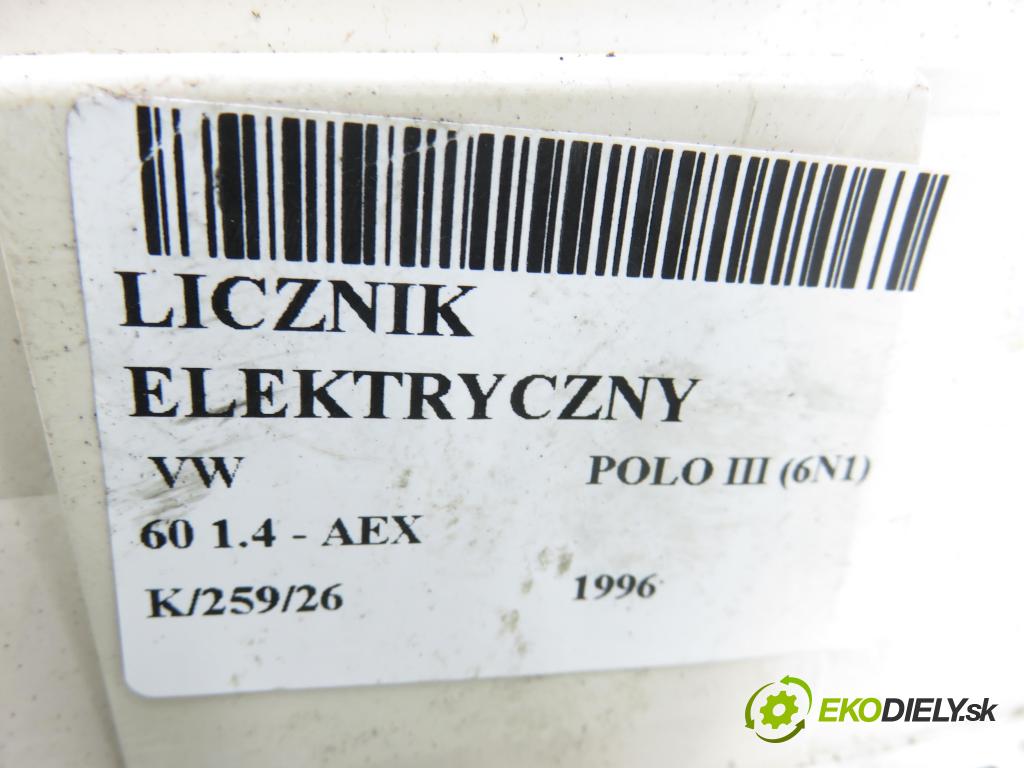 LICZNIK
ELEKTRYCZNY
VW POLO III (6N1)
60 1.4 - AEX
K/259/26 1996
EKODIELY.sk